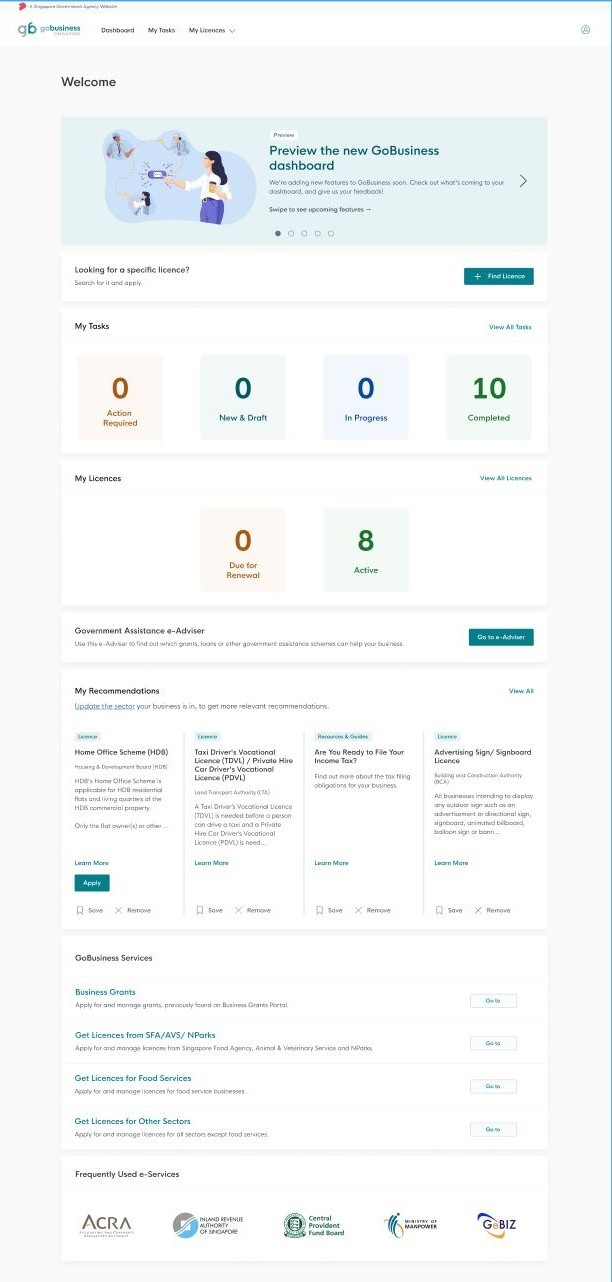 A Singapore Government Agency Website
gb gobusiness
SINGAPORE
Dashboard
My Tasks
My Licences
Welcome
Preview
Preview the new GoBusiness
dashboard
We're adding new features to GoBusiness soon. Check out what's coming to your
dashboard, and give us your feedback!
Swipe to see upcoming features →
Looking for a specific licence?
Search for it and apply.
+ Find Licence
My Tasks
View All Tasks
0
Action
Required
0
New & Draft
0
In Progress
10
Completed
My Licences
View All Licences
0
Due for
Renewal
8
Active
Government Assistance e-Adviser
Use this e-Adviser to find out which grants, loans or other government assistance schemes can help your business.
Go to e-Adviser
My Recommendations
View All
Update the sector your business is in, to get more relevant recommendations.
Licence
Home Office Scheme (HDB)
Housing & Development Board (HDB)
HDB's Home Office Scheme is
applicable for HDB residential
flats and living quarters of the
HDB commercial property.
Only the flat owner(s) or other ...
Learn More
Apply
Save
Remove
Licence
Taxi Driver's Vocational
Licence (TDVL) / Private Hire
Car Driver's Vocational
Licence (PDVL)
Land Transport Authority (LTA)
A Taxi Driver's Vocational Licence
(TDVL) is needed before a person
can drive a taxi and a Private
Hire Car Driver's Vocational
Licence (PDVL) is need...
Learn More
Save
Remove
Resources & Guides
Are You Ready to File Your
Income Tax?
Find out more about the tax filing
obligations for your business.
Learn More
Save
Remove
Licence
Advertising Sign/ Signboard
Licence
Building and Construction Authority
(BCA)
All businesses intending to display
any outdoor sign such as an
advertisement or directional sign,
signboard, animated billboard,
balloon sign or bann...
Learn More
Save
Remove
GoBusiness Services
Business Grants
Apply for and manage grants, previously found on Business Grants Portal.
Go to
Get Licences from SFA/AVS/ NParks
Apply for and manage licences from Singapore Food Agency, Animal & Veterinary Service and NParks.
Go to
Get Licences for Food Services
Apply for and manage licences for food service businesses.
Go to
Get Licences for Other Sectors
Apply for and manage licences for all sectors except food services.
Go to
Frequently Used e-Services
ACRA
ACCOUNTING AND CORPORATE
REGULATORY AUTHORITY
INLAND REVENUE
AUTHORITY
OF SINGAPORE
Central
Provident
Fund Board
MINISTRY OF
MANPOWER
GeBIZ